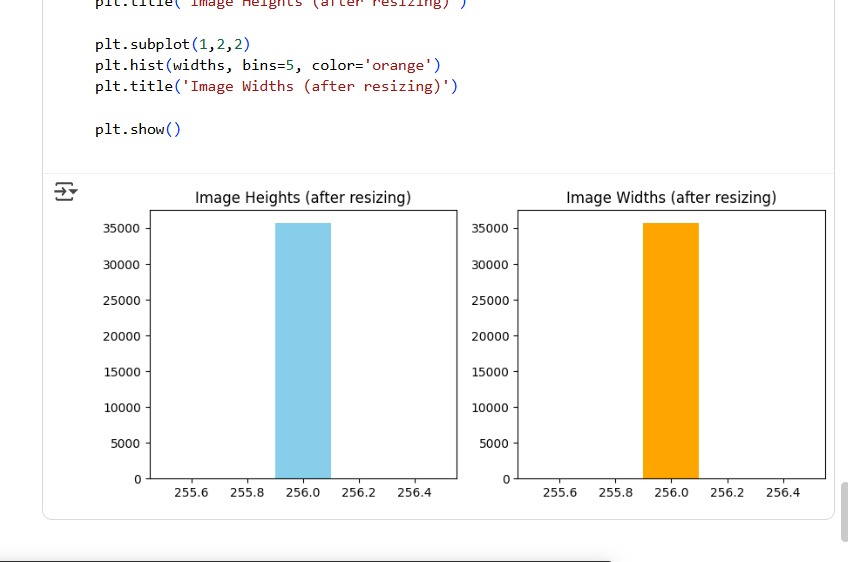 plt.title('Image Heights (after resizing)')
plt.subplot(1,2,2)
plt.hist(widths, bins=5, color='orange')
plt.title('Image Widths (after resizing)')
plt.show()
Image Heights (after resizing)
35000
30000
25000
20000
15000
10000
5000
0
255.6 255.8 256.0 256.2 256.4
Image Widths (after resizing)
35000
30000
25000
20000
15000
10000
5000
0
255.6 255.8 256.0 256.2 256.4